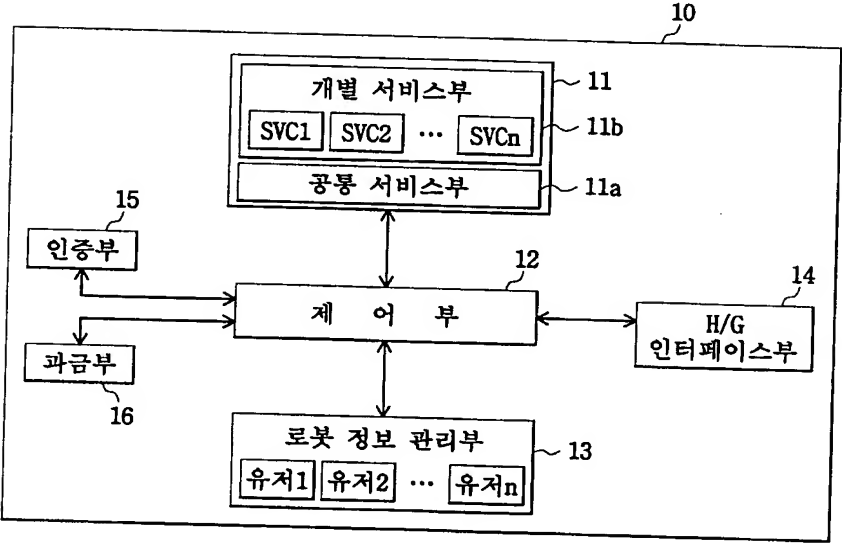 10
개별 서비스부
11
SVC1 SVC2 ... SVCn
11b
공통 서비스부
11a
15
인증부
12
제 어 부
14
H/G
인터페이스부
과금부
16
로봇 정보 관리부
13
유저1 유저2 ... 유저n